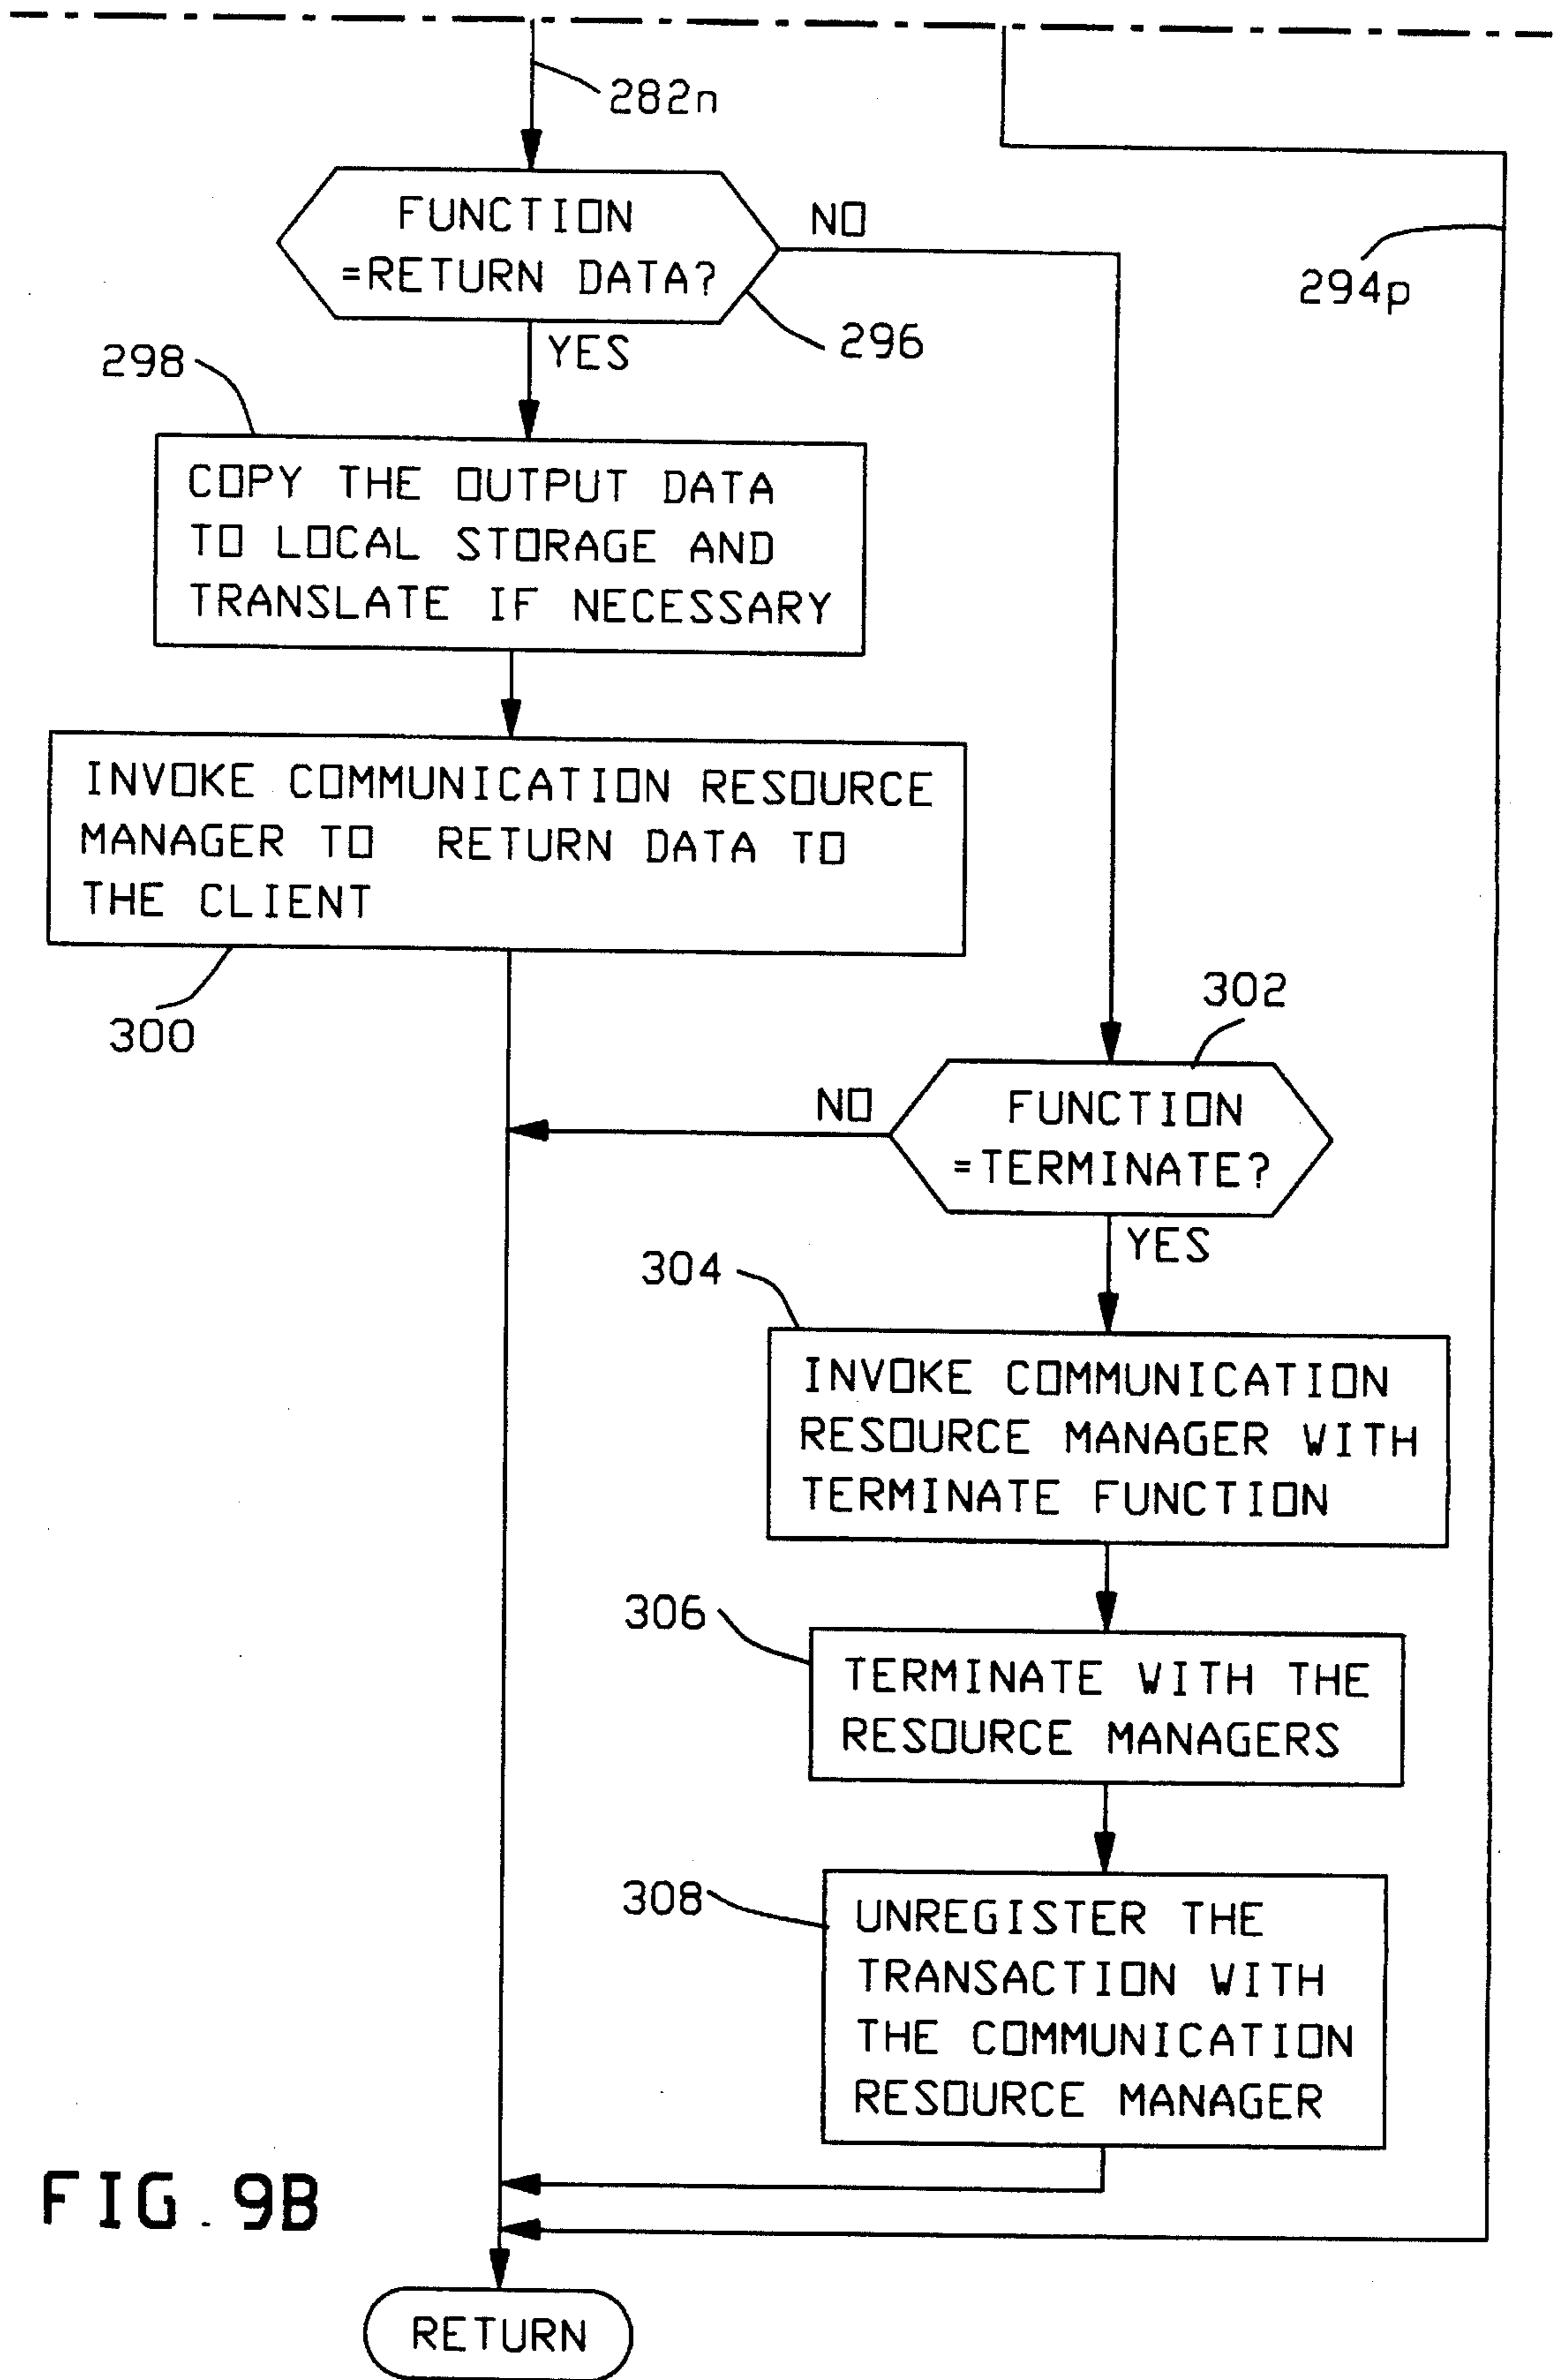 282n
FUNCTION
=RETURN DATA?
NO
294p
296
YES
298
COPY THE OUTPUT DATA
TO LOCAL STORAGE AND
TRANSLATE IF NECESSARY
INVOKE COMMUNICATION RESOURCE
MANAGER TO RETURN DATA TO
THE CLIENT
300
302
NO
FUNCTION
=TERMINATE?
YES
304
INVOKE COMMUNICATION
RESOURCE MANAGER WITH
TERMINATE FUNCTION
306
TERMINATE WITH THE
RESOURCE MANAGERS
308
UNREGISTER THE
TRANSACTION WITH
THE COMMUNICATION
RESOURCE MANAGER
FIG. 9B
RETURN